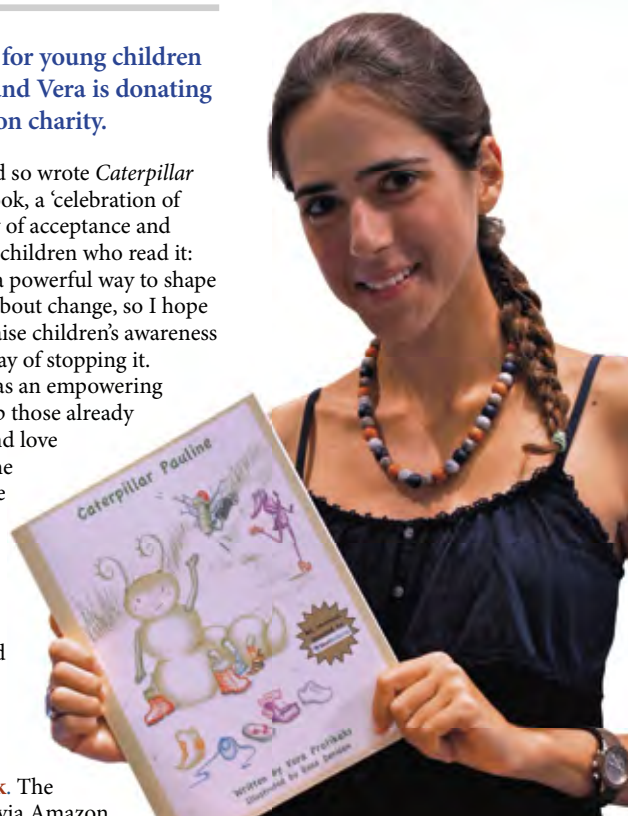 for young children
and Vera is donating
on charity.
d so wrote Caterpillar
ok, a ‘celebration of
of acceptance and
children who read it:
a powerful way to shape
bout change, so I hope
aise children’s awareness
ay of stopping it.
as an empowering
p those already
nd love
ne
e
d
k. The
via Amazon
Caterpillar Pauline
Written by Vera
Illustrated by